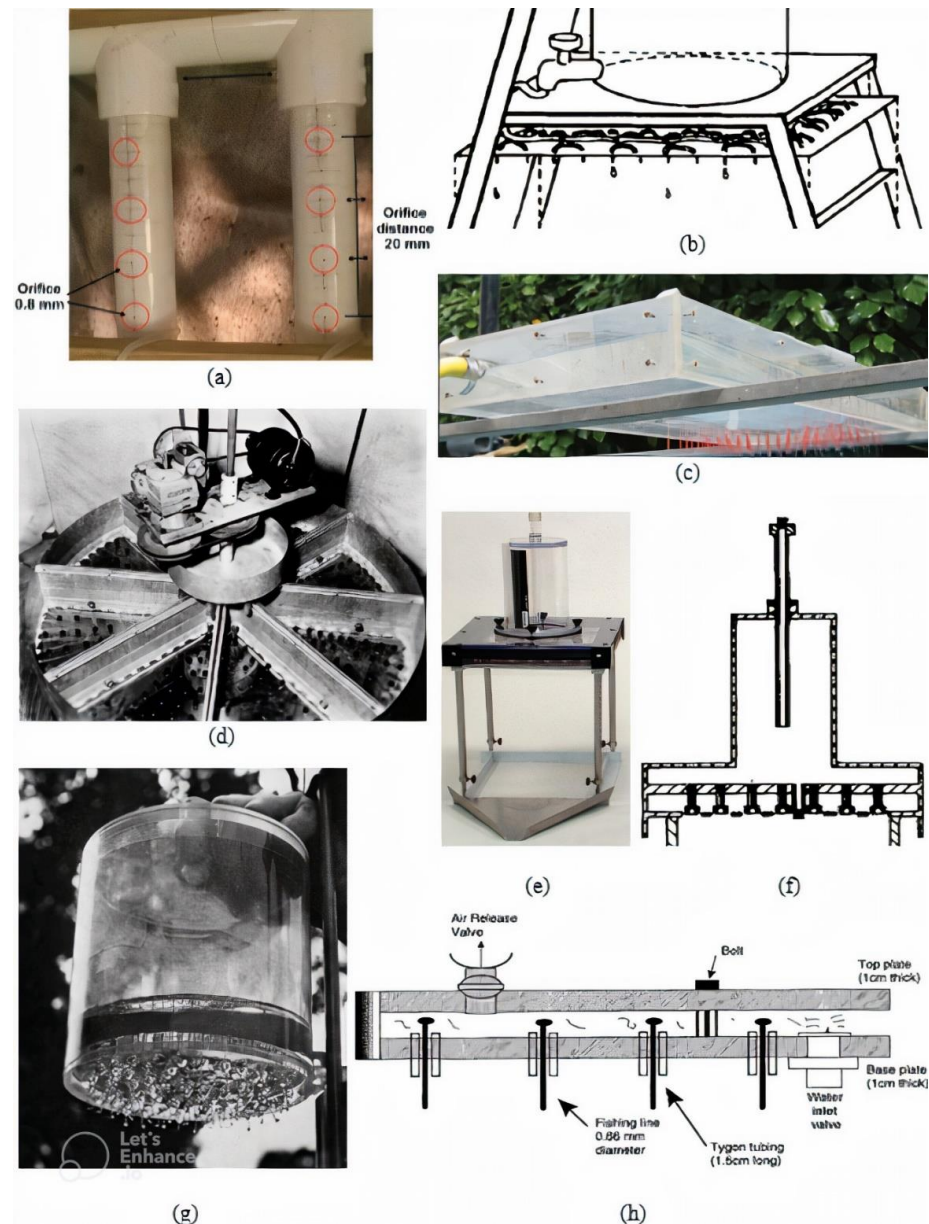 Orifice
0.8 mm
Orifice
distance
20 mm
(a)
(b)
(c)
(d)
(e)
(f)
Let's
Enhance
(g)
Air Release
Valve
Bolt
Top plate
(1cm thick)
Base plate
(1cm thick)
Water
inlet
valve
Fishing line
0.66 mm
diameter
Tygon tubing
(1.5cm long)
(h)